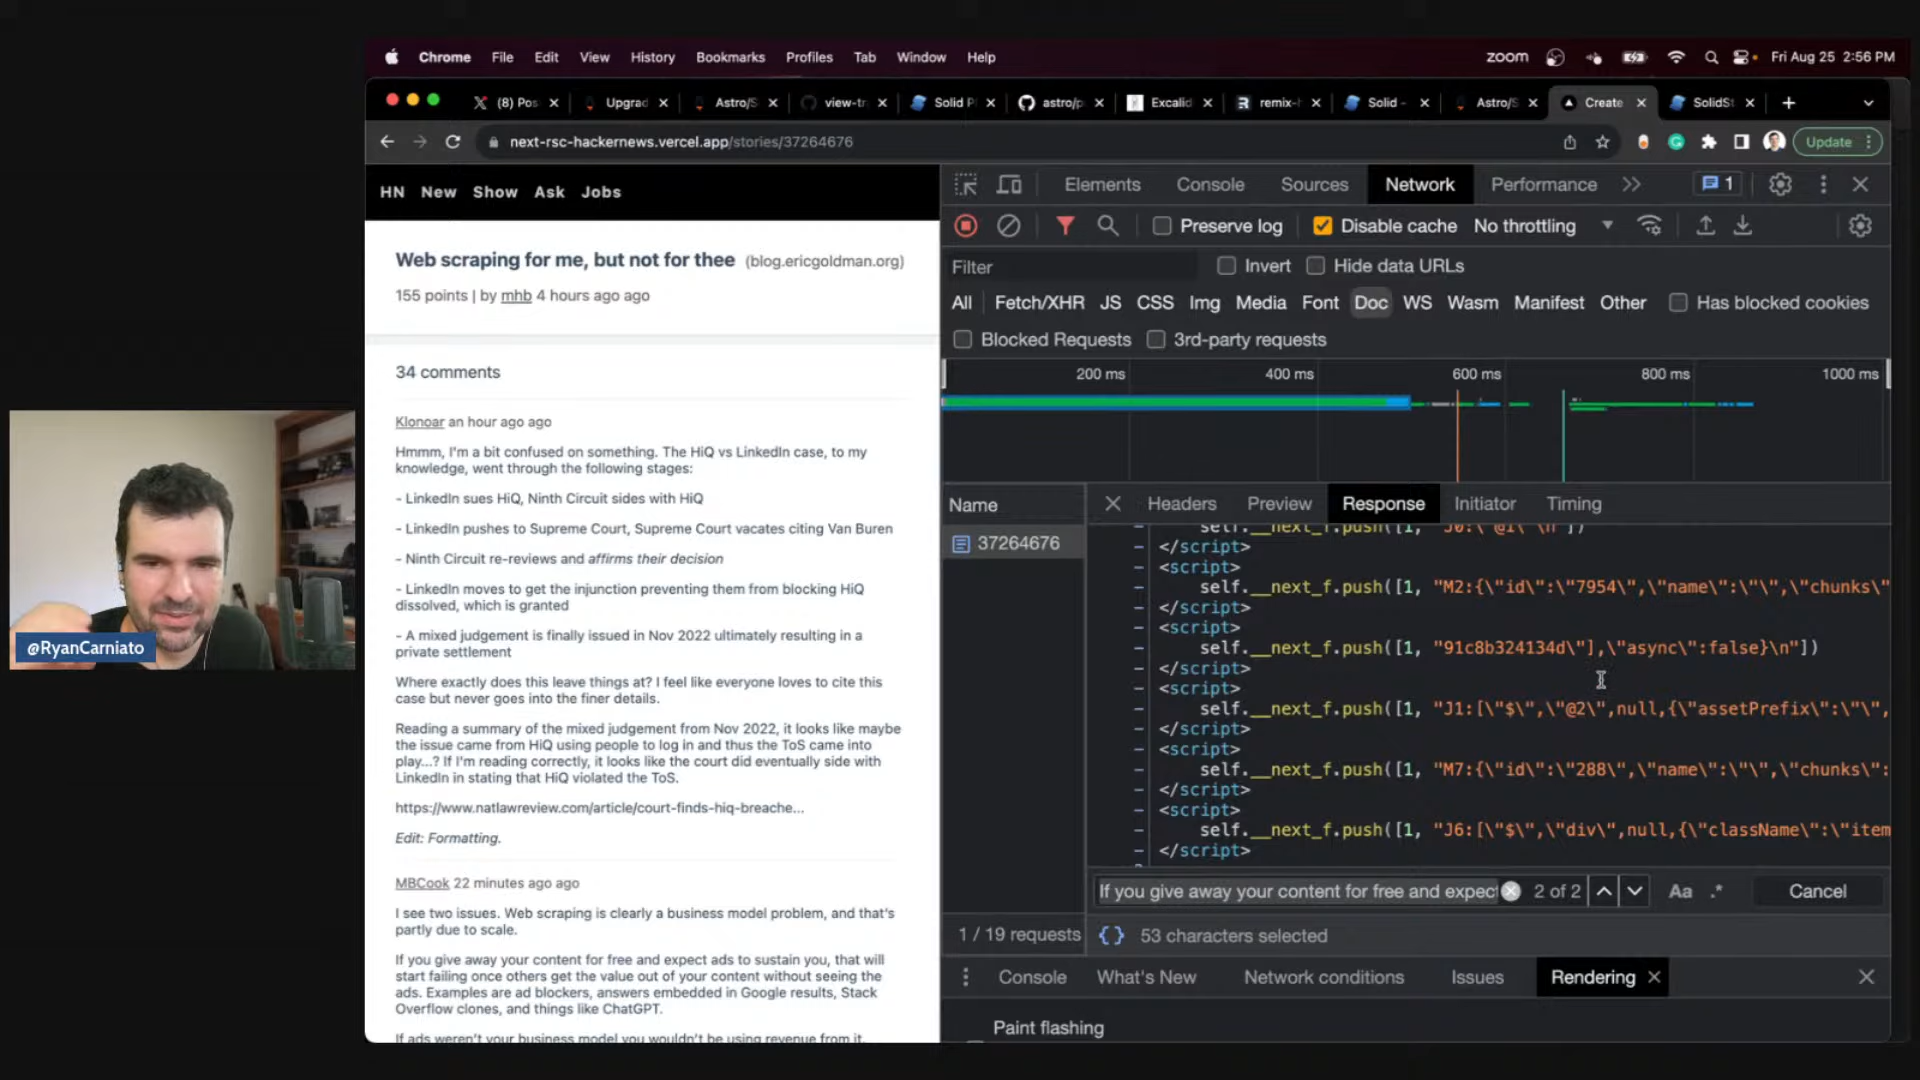 Chrome File Edit View History Bookmarks Profiles Tab Window Help
zoom Fri Aug 25 2:56 PM
(8) Pos Upgrad Astro/S view-tr Solid P astro/p Excalid remix- Solid - Astro/S Create SolidSt
next-rsc-hackernews.vercel.app/stories/37264676
Update
HN New Show Ask Jobs
Web scraping for me, but not for thee (blog.ericgoldman.org)
155 points | by mhb 4 hours ago ago
34 comments
Klonoar an hour ago ago
Hmmm, I'm a bit confused on something. The HiQ vs LinkedIn case, to my
knowledge, went through the following stages:
- LinkedIn sues HiQ, Ninth Circuit sides with HiQ
- LinkedIn pushes to Supreme Court, Supreme Court vacates citing Van Buren
- Ninth Circuit re-reviews and affirms their decision
- LinkedIn moves to get the injunction preventing them from blocking HiQ
dissolved, which is granted
- A mixed judgement is finally issued in Nov 2022 ultimately resulting in a
private settlement
Where exactly does this leave things at? I feel like everyone loves to cite this
case but never goes into the finer details.
Reading a summary of the mixed judgement from Nov 2022, it looks like maybe
the issue came from HiQ using people to log in and thus the ToS came into
play...? If I'm reading correctly, it looks like the court did eventually side with
LinkedIn in stating that HiQ violated the ToS.
https://www.natlawreview.com/article/court-finds-hiq-breache...
Edit: Formatting.
MBCook 22 minutes ago ago
I see two issues. Web scraping is clearly a business model problem, and that's
partly due to scale.
If you give away your content for free and expect ads to sustain you, that will
start failing once others get the value out of your content without seeing the
ads. Examples are ad blockers, answers embedded in Google results, Stack
Overflow clones, and things like ChatGPT.
If ads weren't your business model you wouldn't be using revenue from it.
@RyanCarniato
Elements Console Sources Network Performance 1
Preserve log Disable cache No throttling
Filter Invert Hide data URLs
All Fetch/XHR JS CSS Img Media Font Doc WS Wasm Manifest Other Has blocked cookies
Blocked Requests 3rd-party requests
200 ms 400 ms 600 ms 800 ms 1000 ms
Name Headers Preview Response Initiator Timing
37264676
self.__next_f.push([1, "J0:\"@1\"\n"])
</script>
<script>
self.__next_f.push([1, "M2:{\"id\":\"7954\",\"name\":\"\",\"chunks\"
</script>
<script>
self.__next_f.push([1, "91c8b324134d\"],\"async\":false}\n"])
</script>
<script>
self.__next_f.push([1, "J1:[\"$\",\"@2\",null,{\"assetPrefix\":\"\",
</script>
<script>
self.__next_f.push([1, "M7:{\"id\":\"288\",\"name\":\"\",\"chunks\":
</script>
<script>
self.__next_f.push([1, "J6:[\"$\",\"div\",null,{\"className\":\"item
</script>
If you give away your content for free and expect 2 of 2 Aa .* Cancel
1 / 19 requests {} 53 characters selected
Console What's New Network conditions Issues Rendering
Paint flashing